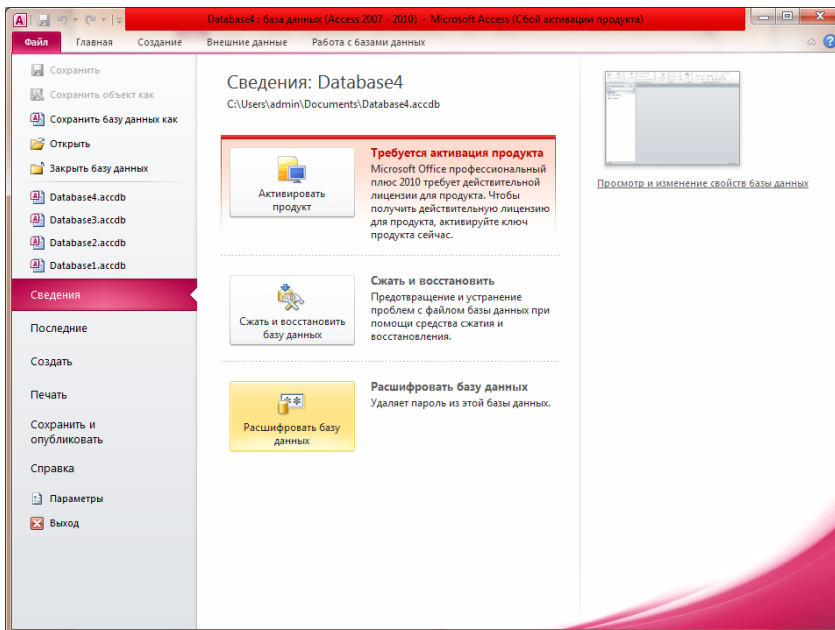 Database4 : база данных (Access 2007 - 2010) - Microsoft Access (Сбой активации продукта)
Файл Главная Создание Внешние данные Работа с базами данных
Сохранить
Сохранить объект как
Сохранить базу данных как
Открыть
Закрыть базу данных
Database4.accdb
Database3.accdb
Database2.accdb
Database1.accdb
Сведения
Последние
Создать
Печать
Сохранить и
опубликовать
Справка
Параметры
Выход
Сведения: Database4
C:\Users\admin\Documents\Database4.accdb
Активировать
продукт
Требуется активация продукта
Microsoft Office профессиональный
плюс 2010 требует действительной
лицензии для продукта. Чтобы
получить действительную лицензию
для продукта, активируйте ключ
продукта сейчас.
Сжать и восстановить
базу данных
Сжать и восстановить
Предотвращение и устранение
проблем с файлом базы данных при
помощи средства сжатия и
восстановления.
Расшифровать базу
данных
Расшифровать базу данных
Удаляет пароль из этой базы данных.
Просмотр и изменение свойств базы данных